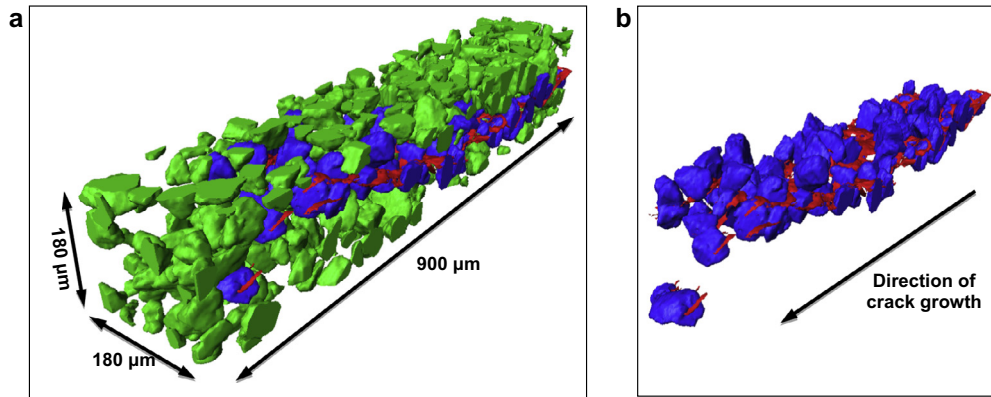 a
180 µm
180 µm
900 µm
b
Direction of
crack growth